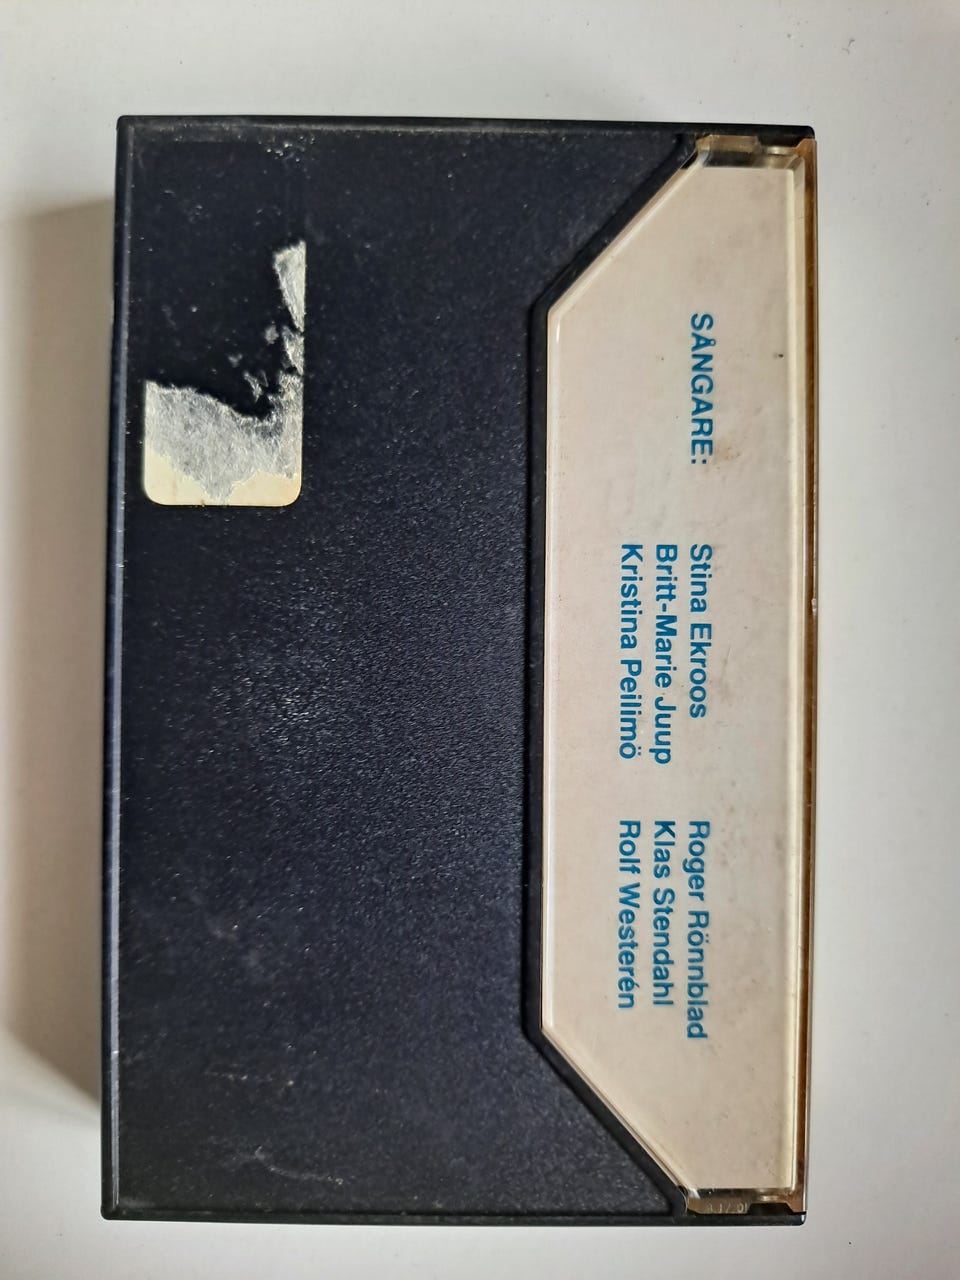 SÅNGARE: Stina Ekroos Roger Rönnblad
Britt-Marie Juup Klas Stendahl
Kristina Peilimö Rolf Westerén